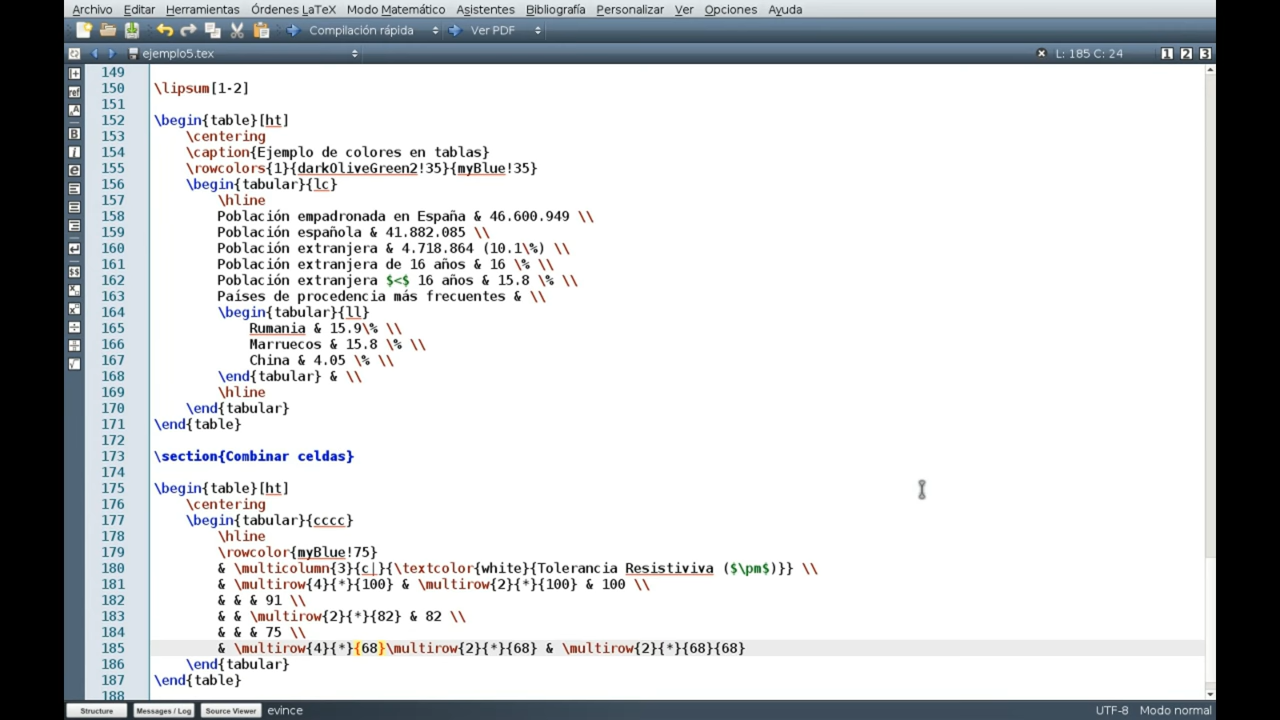 Archivo Editar Herramientas Órdenes LaTeX Modo Matemático Asistentes Bibliografía Personalizar Ver Opciones Ayuda
Compilación rápida Ver PDF
ejemplo5.tex L: 185 C: 24 1 2 3
149
150 \lipsum[1-2]
151
152 \begin{table}[ht]
153 \centering
154 \caption{Ejemplo de colores en tablas}
155 \rowcolors{1}{darkOliveGreen2!35}{myBlue!35}
156 \begin{tabular}{lc}
157 \hline
158 Población empadronada en España & 46.600.949 \\
159 Población española & 41.882.085 \\
160 Población extranjera & 4.718.864 (10.1\%) \\
161 Población extranjera de 16 años & 16 \% \\
162 Población extranjera $<$ 16 años & 15.8 \% \\
163 Países de procedencia más frecuentes & \\
164 \begin{tabular}{ll}
165 Rumania & 15.9\% \\
166 Marruecos & 15.8 \% \\
167 China & 4.05 \% \\
168 \end{tabular} & \\
169 \hline
170 \end{tabular}
171 \end{table}
172
173 \section{Combinar celdas}
174
175 \begin{table}[ht]
176 \centering
177 \begin{tabular}{cccc}
178 \hline
179 \rowcolor{myBlue!75}
180 & \multicolumn{3}{c|}{\textcolor{white}{Tolerancia Resistiviva ($\pm$)}} \\
181 & \multirow{4}{*}{100} & \multirow{2}{*}{100} & 100 \\
182 & & & 91 \\
183 & & \multirow{2}{*}{82} & 82 \\
184 & & & 75 \\
185 & \multirow{4}{*}{68}\multirow{2}{*}{68} & \multirow{2}{*}{68}{68}
186 \end{tabular}
187 \end{table}
188
Structure Messages / Log Source Viewer evince UTF-8 Modo normal